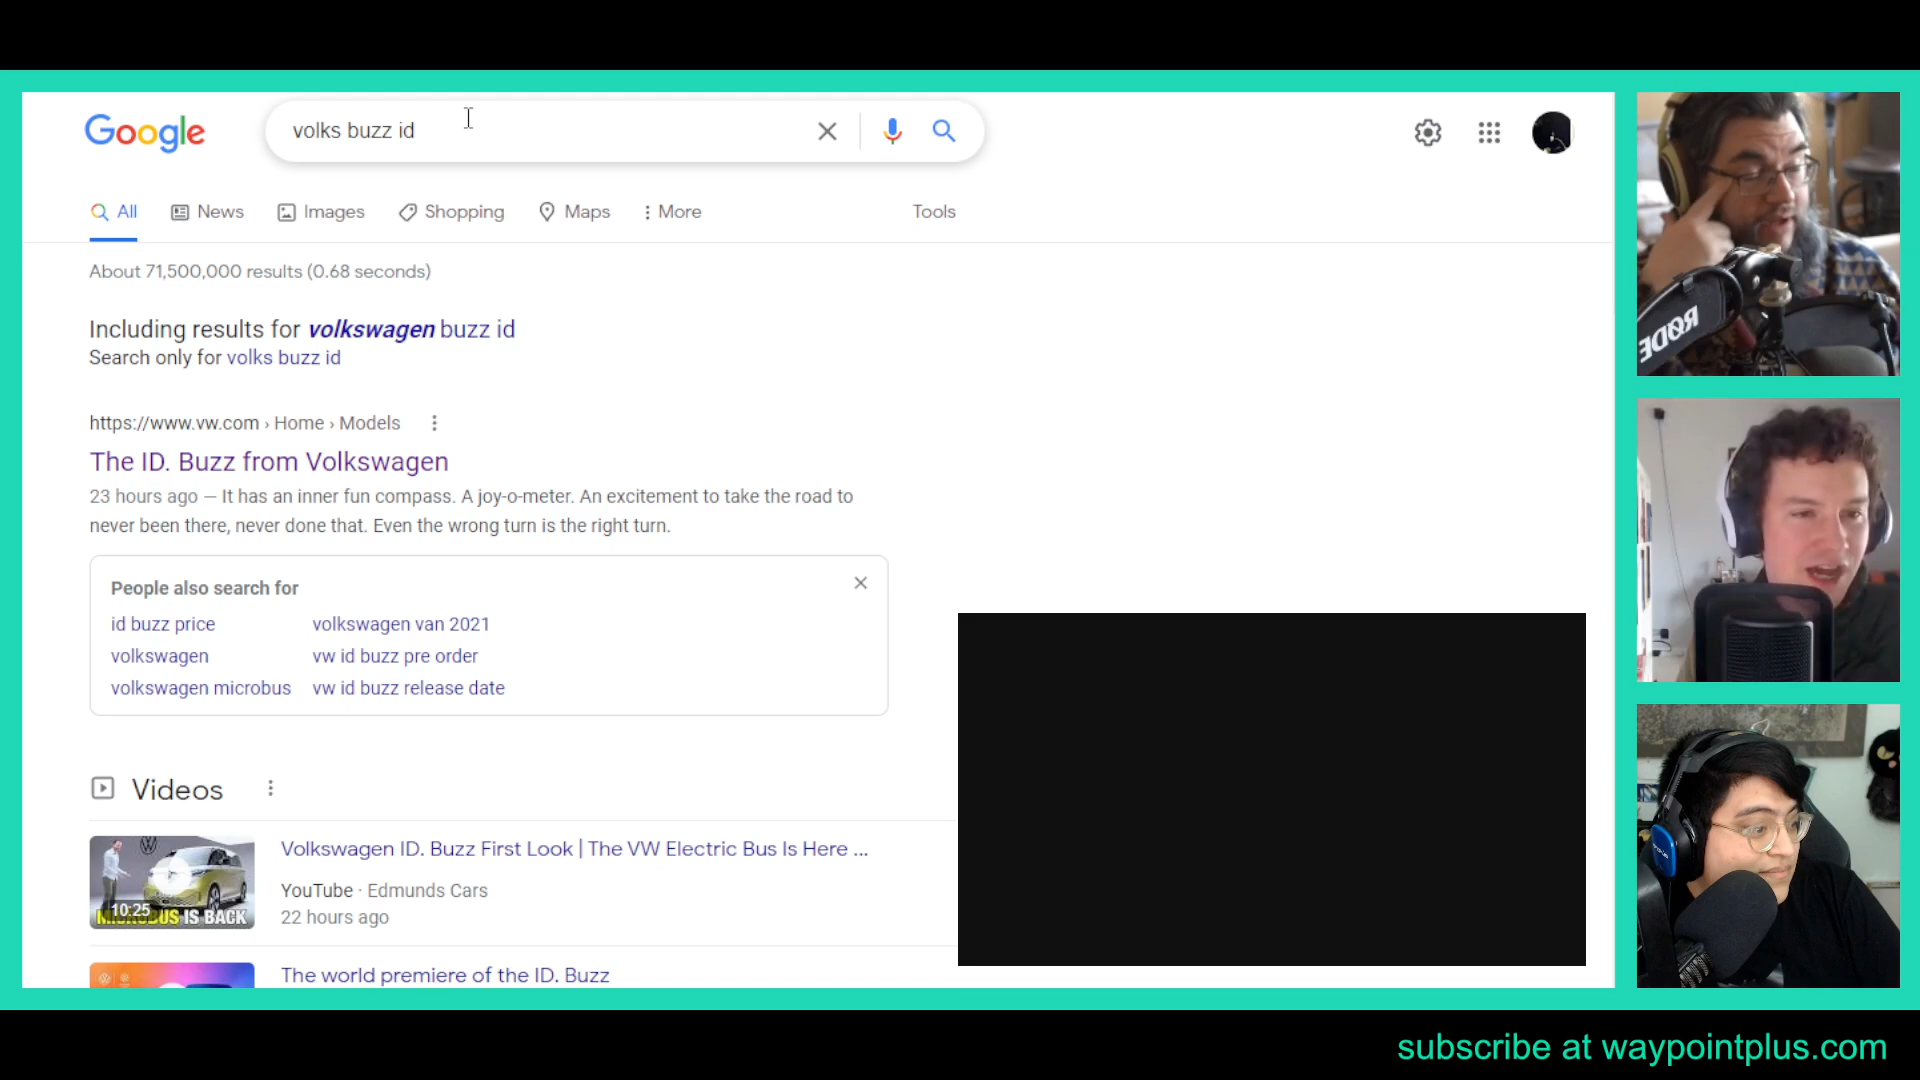 Google
volks buzz id
All
News
Images
Shopping
Maps
More
Tools
About 71,500,000 results (0.68 seconds)
Including results for volkswagen buzz id
Search only for volks buzz id
https://www.vw.com › Home › Models
The ID. Buzz from Volkswagen
23 hours ago — It has an inner fun compass. A joy-o-meter. An excitement to take the road to
never been there, never done that. Even the wrong turn is the right turn.
People also search for
id buzz price
volkswagen van 2021
volkswagen
vw id buzz pre order
volkswagen microbus
vw id buzz release date
Videos
10:25
IS BACK
Volkswagen ID. Buzz First Look | The VW Electric Bus Is Here ...
YouTube · Edmunds Cars
22 hours ago
The world premiere of the ID. Buzz
RØDE
subscribe at waypointplus.com